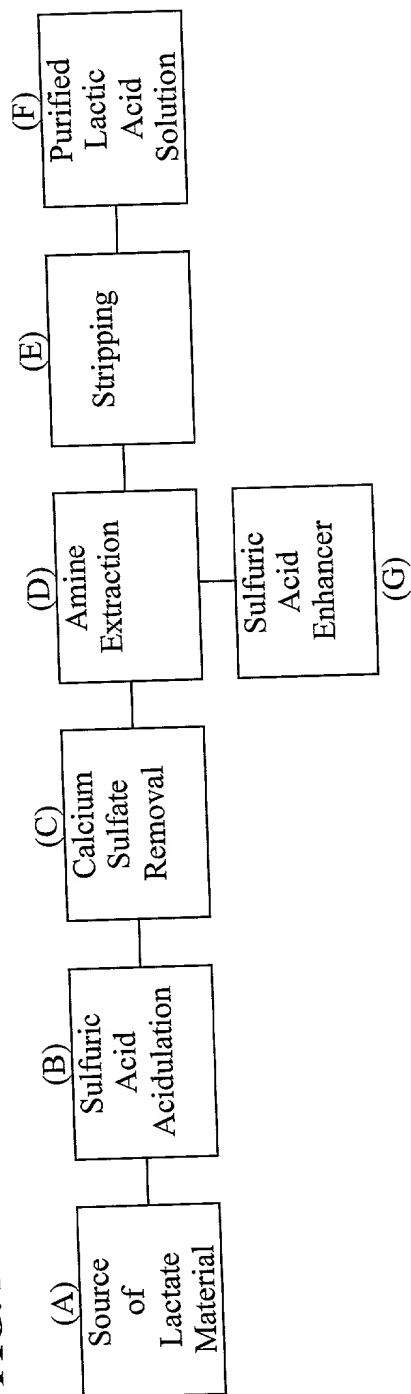 (A)
Source
of
Lactate
Material
(B)
Sulfuric
Acid
Acidulation
(C)
Calcium
Sulfate
Removal
(D)
Amine
Extraction
(E)
Stripping
(F)
Purified
Lactic
Acid
Solution
Sulfuric
Acid
Enhancer
(G)